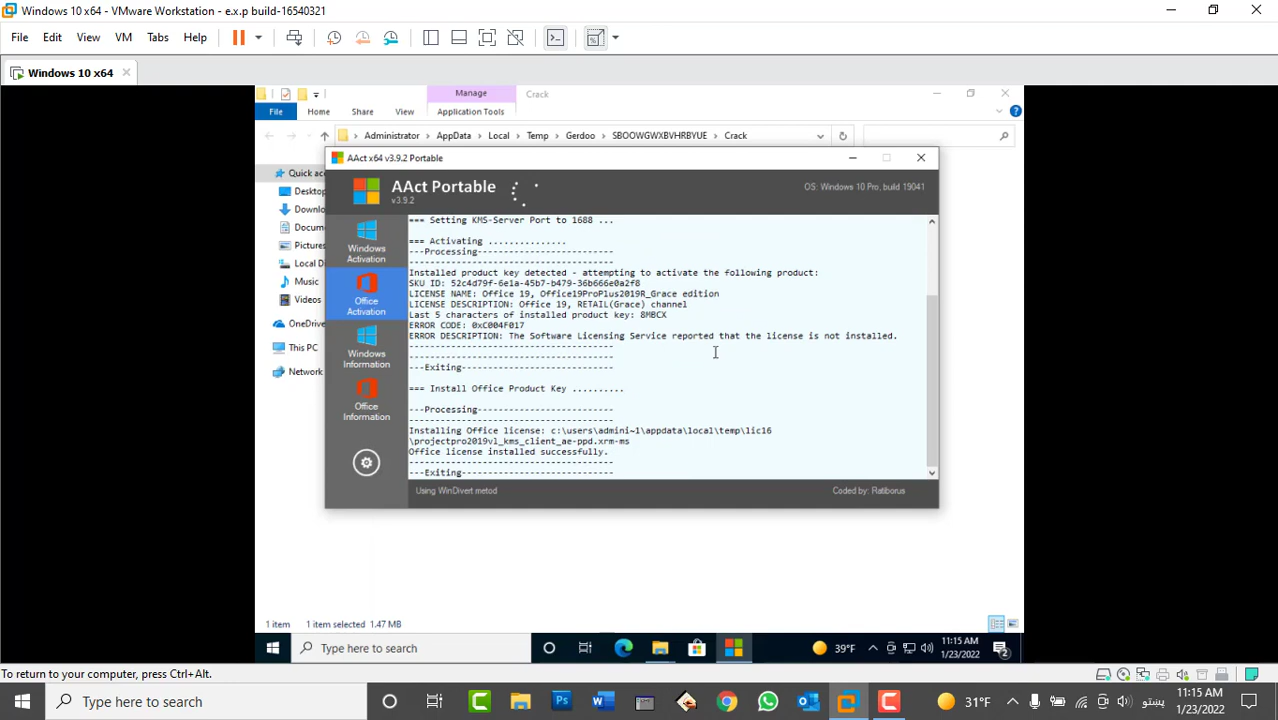 Windows 10 x64 - VMware Workstation - e.x.p build-16540321
File Edit View VM Tabs Help
Windows 10 x64
Manage Crack
File Home Share View Application Tools
Administrator AppData Local Temp Gerdoo SBOOWGWXBVHRBYUE Crack
Quick acc
Desktop
Downlo
Docum
Pictures
Local D
Music
Videos
OneDrive
This PC
Network
AAct x64 v3.9.2 Portable
AAct Portable
v3.9.2
OS: Windows 10 Pro, build 19041
Windows
Activation
Office
Activation
Windows
Information
Office
Information
=== Setting KMS-Server Port to 1688 ...
=== Activating ...............
---Processing--------------------------
---------------------------------------
Installed product key detected - attempting to activate the following product:
SKU ID: 52c4d79f-6e1a-45b7-b479-36b666e0a2f8
LICENSE NAME: Office 19, Office19ProPlus2019R_Grace edition
LICENSE DESCRIPTION: Office 19, RETAIL(Grace) channel
Last 5 characters of installed product key: 8MBCX
ERROR CODE: 0xC004F017
ERROR DESCRIPTION: The Software Licensing Service reported that the license is not installed.
---------------------------------------
---------------------------------------
---Exiting-----------------------------
=== Install Office Product Key ..........
---Processing--------------------------
---------------------------------------
Installing Office license: c:\users\admini~1\appdata\local\temp\lic16
\projectpro2019vl_kms_client_ae-ppd.xrm-ms
Office license installed successfully.
---------------------------------------
---Exiting-----------------------------
Using WinDivert metod
Coded by: Ratiborus
1 item 1 item selected 1.47 MB
Type here to search
39°F
11:15 AM
1/23/2022
2
To return to your computer, press Ctrl+Alt.
Type here to search
31°F
پښتو
11:15 AM
1/23/2022